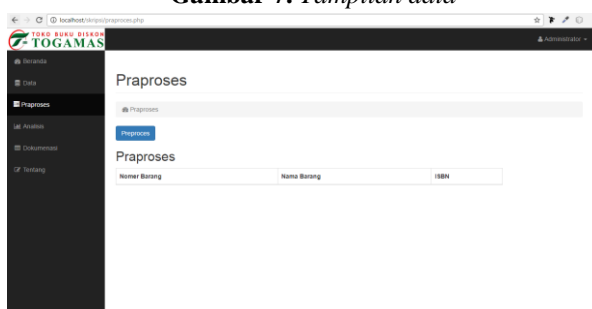 Gambar 7. Tampilan data
localhost/skripsi/praproces.php
TOKO BUKU DISKON
TOGAMAS
Administrator
Beranda
Data
Praproses
Analisis
Dokumentasi
Tentang
Praproses
Praproses
Preproces
Praproses
Nomer Barang Nama Barang ISBN